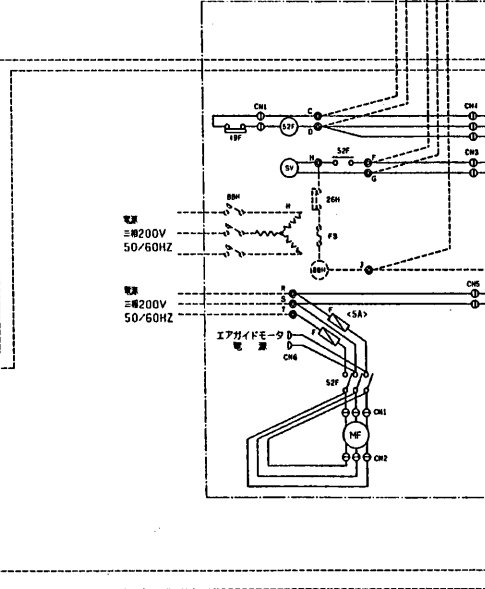 CN1
C
CN4
49F
52F
D
H
52F
F
CN3
SV
G
88H
H
26H
電源
三相200V
50/60HZ
FS
88H
J
電源
三相200V
50/60HZ
R
S
T
CN5
F
<5A>
エアガイドモータ
電 源
F
CN6
52F
CN1
MF
CN2